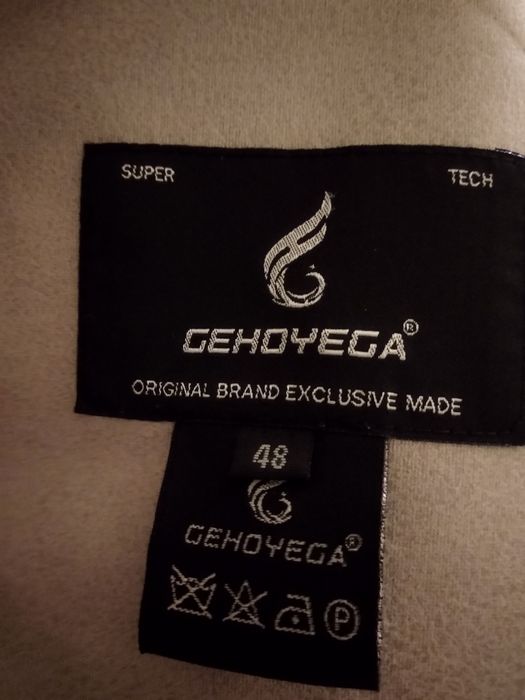 SUPER TECH
GEHOYEGA®
ORIGINAL BRAND EXCLUSIVE MADE
48
GEHOYEGA®
P